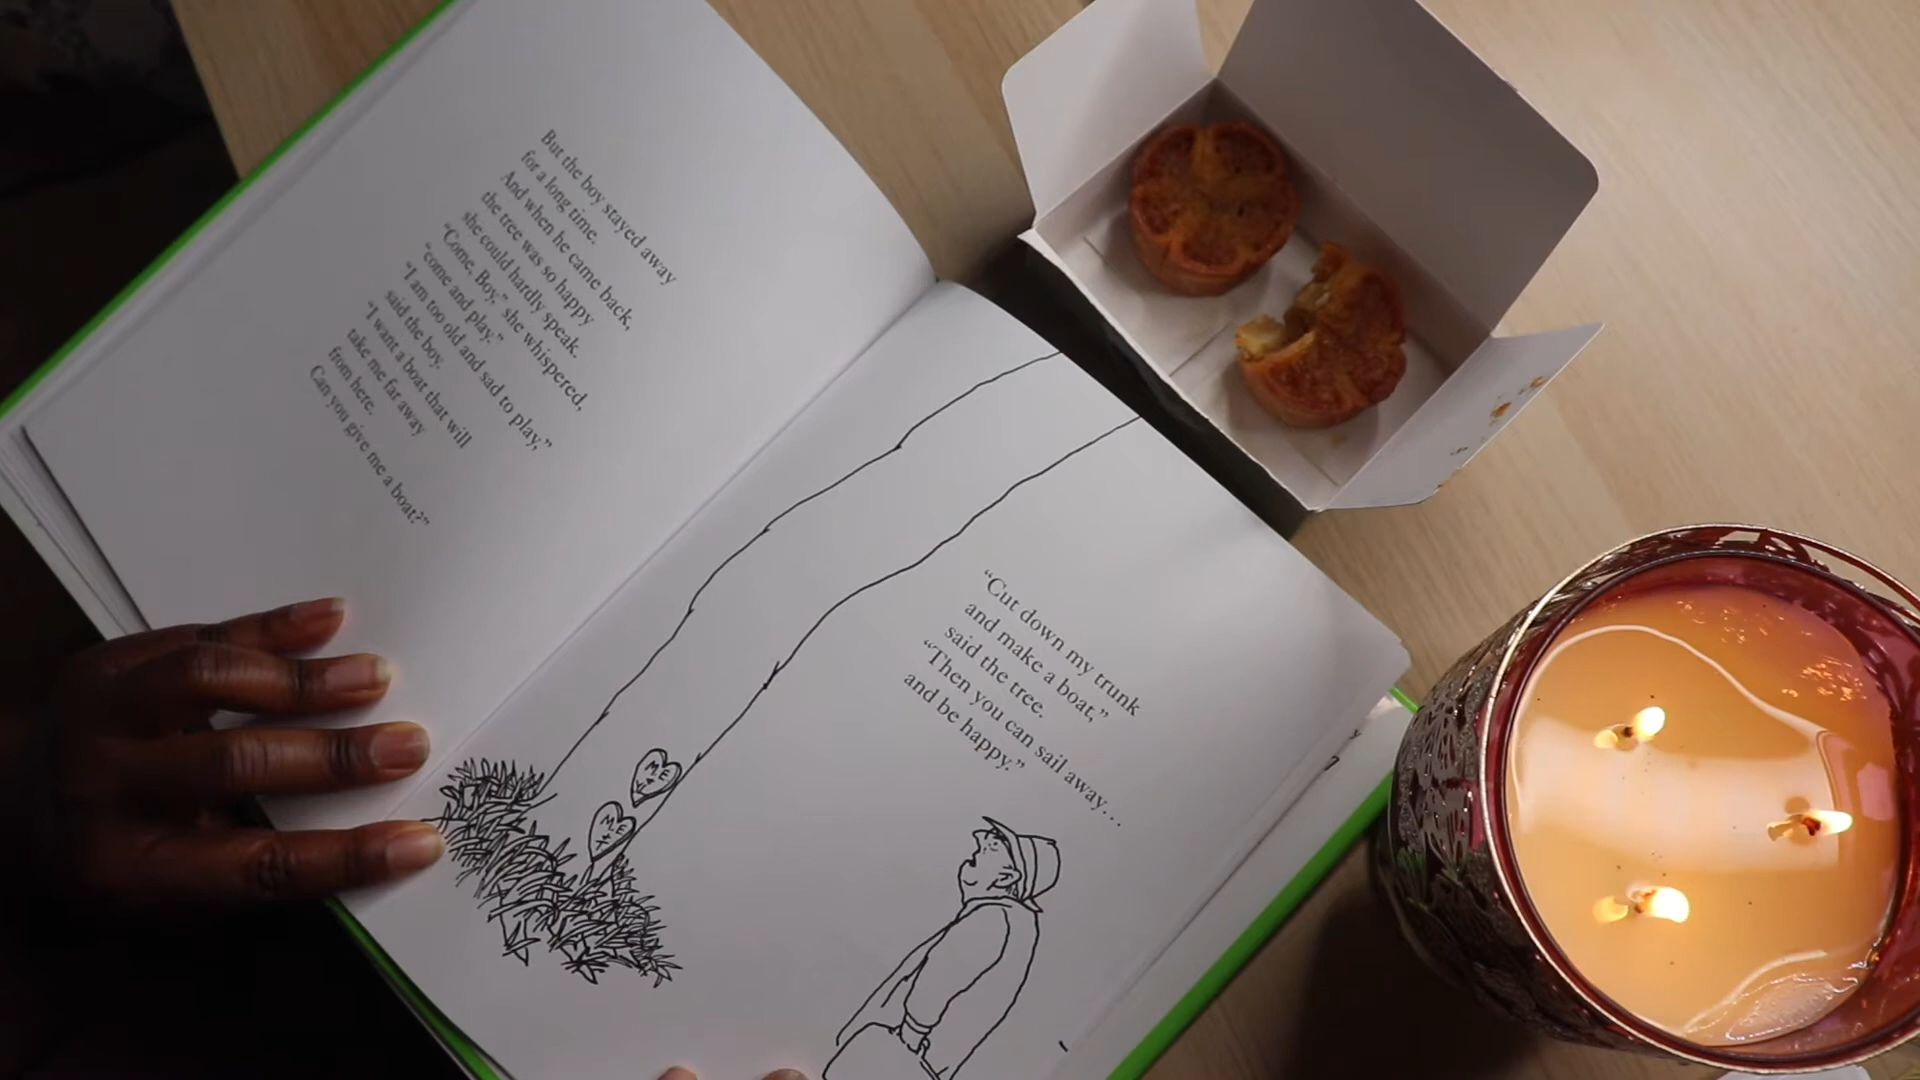 But the boy stayed away
for a long time.
And when he came back,
the tree was so happy
she could hardly speak.
“Come, Boy,” she whispered,
“come and play.”
“I am too old and sad to play,”
said the boy.
“I want a boat that will
take me far away
from here.
Can you give me a boat?”
“Cut down my trunk
and make a boat,”
said the tree.
“Then you can sail away...
and be happy.”
M.E
+
M.E
+
T